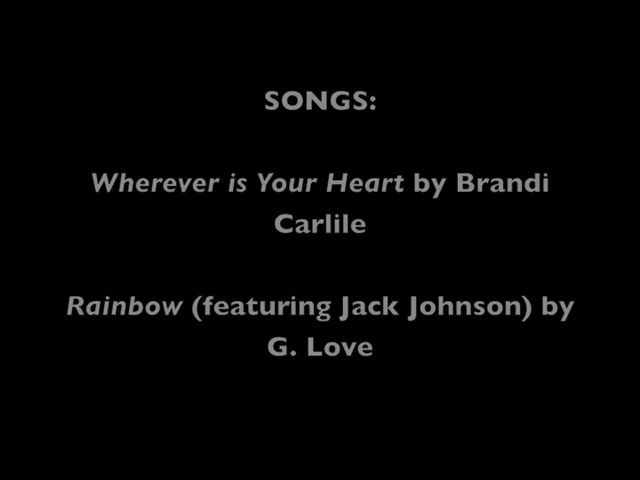 SONGS:
Wherever is Your Heart by Brandi
Carlile
Rainbow (featuring Jack Johnson) by
G. Love